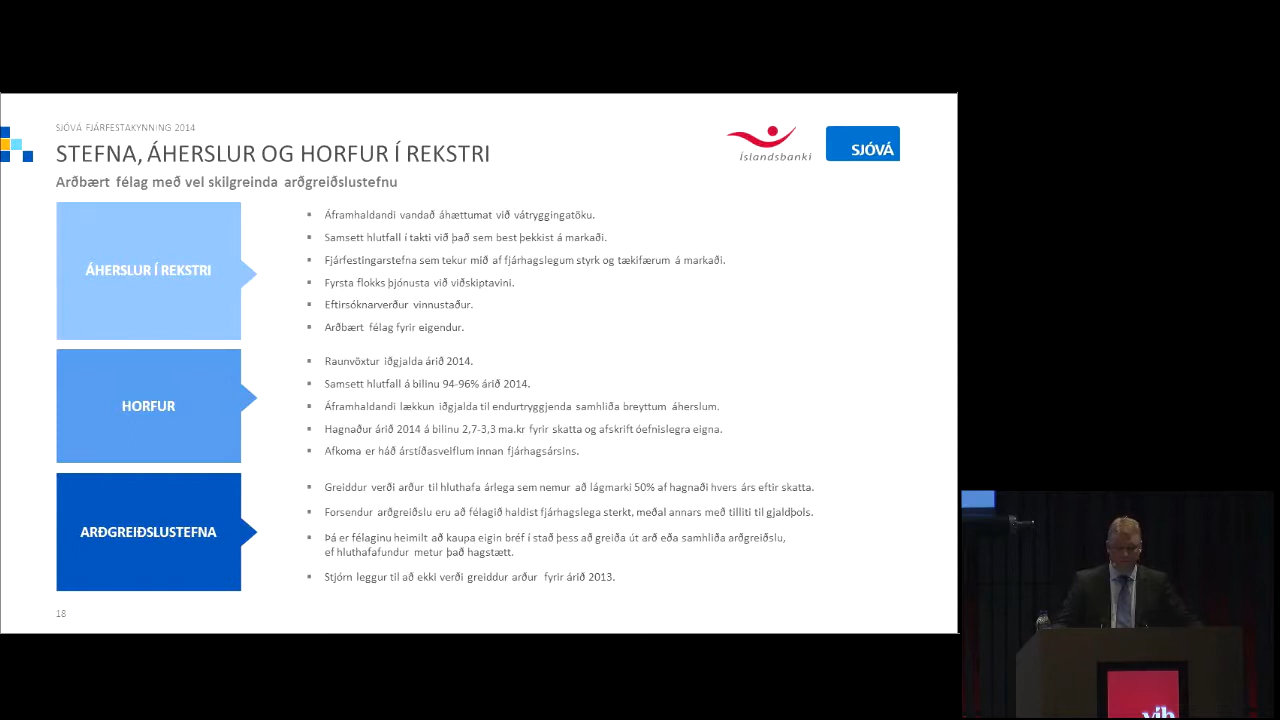 SJÓVÁ FJÁRFESTAKYNNING 2014
STEFNA, ÁHERSLUR OG HORFUR Í REKSTRI
Arðbært félag með vel skilgreinda arðgreiðslustefnu
Íslandsbanki
SJÓVÁ
ÁHERSLUR Í REKSTRI
Áframhaldandi vandað áhættumat við vátryggingatöku.
Samsett hlutfall í takti við það sem best þekkist á markaði.
Fjárfestingarstefna sem tekur mið af fjárhagslegum styrk og tækifærum á markaði.
Fyrsta flokks þjónusta við viðskiptavini.
Eftirsóknarverður vinnustaður.
Arðbært félag fyrir eigendur.
HORFUR
Raunvöxtur iðgjalda árið 2014.
Samsett hlutfall á bilinu 94-96% árið 2014.
Áframhaldandi lækkun iðgjalda til endurtryggjenda samhliða breyttum áherslum.
Hagnaður árið 2014 á bilinu 2,7-3,3 ma.kr fyrir skatta og afskrift óefnislegra eigna.
Afkoma er háð árstíðasveiflum innan fjárhagsársins.
ARÐGREIÐSLUSTEFNA
Greiddur verði arður til hluthafa árlega sem nemur að lágmarki 50% af hagnaði hvers árs eftir skatta.
Forsendur arðgreiðslu eru að félagið haldist fjárhagslega sterkt, meðal annars með tilliti til gjaldþols.
Þá er félaginu heimilt að kaupa eigin bréf í stað þess að greiða út arð eða samhliða arðgreiðslu,
ef hluthafafundur metur það hagstætt.
Stjórn leggur til að ekki verði greiddur arður fyrir árið 2013.
18
víb